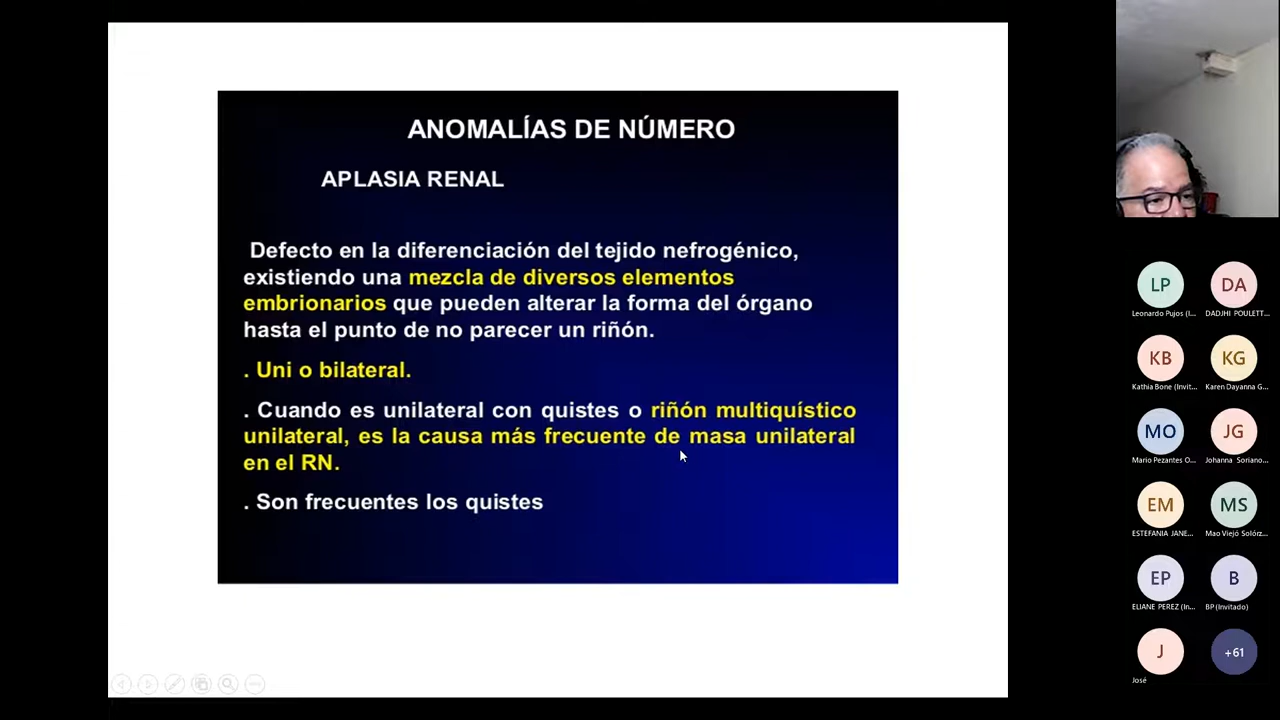 ANOMALÍAS DE NÚMERO
APLASIA RENAL
Defecto en la diferenciación del tejido nefrogénico,
existiendo una mezcla de diversos elementos
embrionarios que pueden alterar la forma del órgano
hasta el punto de no parecer un riñón.
. Uni o bilateral.
. Cuando es unilateral con quistes o riñón multiquístico
unilateral, es la causa más frecuente de masa unilateral
en el RN.
. Son frecuentes los quistes
LP
Leonardo Pujos (I...
DA
DADJHI POULETT...
KB
Kathia Bone (Invit...
KG
Karen Dayanna G...
MO
Mario Pezantes O...
JG
Johanna Soriano...
EM
ESTEFANIA JANE...
MS
Mao Viejó Solórz...
EP
ELIANE PEREZ (In...
B
BP (Invitado)
J
José
+61